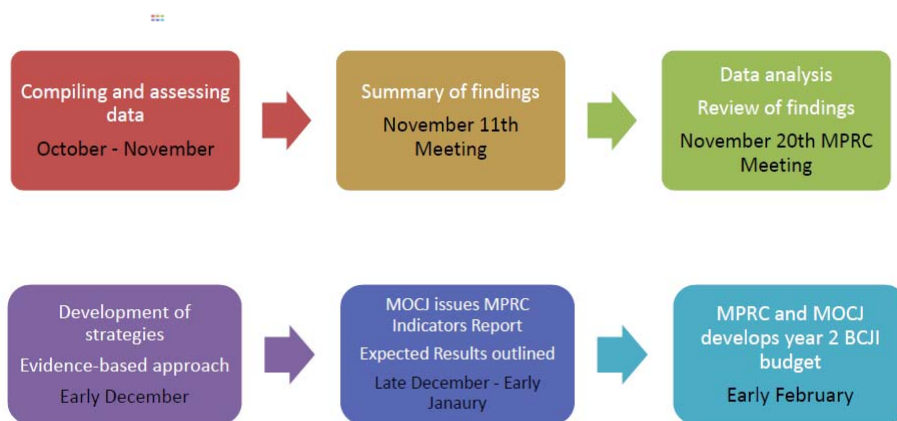 Compiling and assessing
data
October - November
Summary of findings
November 11th
Meeting
Data analysis
Review of findings
November 20th MPRC
Meeting
Development of
strategies
Evidence-based approach
Early December
MOCJ issues MPRC
Indicators Report
Expected Results outlined
Late December - Early
Janaury
MPRC and MOCJ
develops year 2 BCJI
budget
Early February